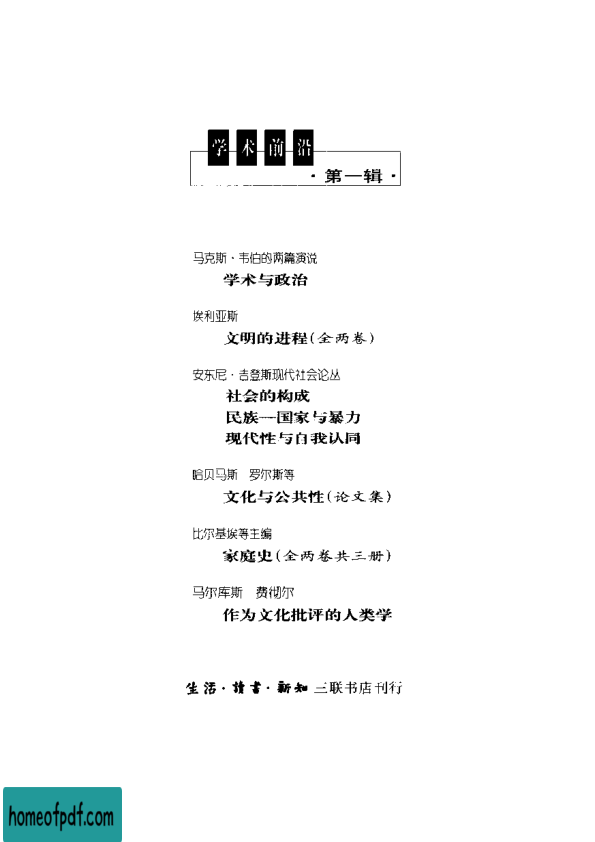 学术前沿
·第一辑·
马克斯·韦伯的两篇演说
学术与政治
埃利亚斯
文明的进程(全两卷)
安东尼·吉登斯现代社会论丛
社会的构成
民族—国家与暴力
现代性与自我认同
哈贝马斯 罗尔斯等
文化与公共性(论文集)
比尔基埃等主编
家庭史(全两卷共三册)
马尔库斯 费彻尔
作为文化批评的人类学
生活·讀書·新知 三联书店刊行
homeofpdf.com